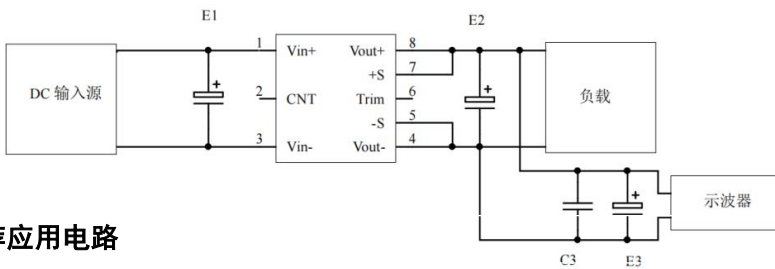 E1
E2
1 Vin+ Vout+ 8
+S 7
DC 输入源
2 CNT Trim 6
负载
-S 5
3 Vin- Vout- 4
示波器
应用电路
C3 E3